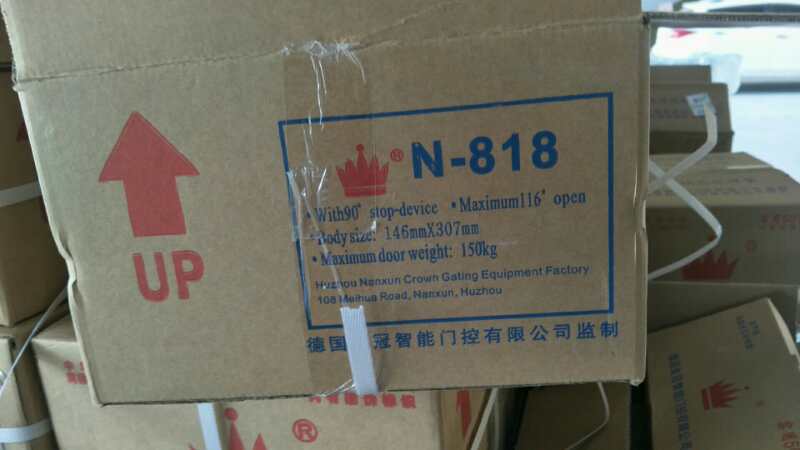 ® N-818
•With90° stop-device •Maximum116° open
•Body size: 146mmX307mm
•Maximum door weight: 150kg
Huzhou Nanxun Crown Gating Equipment Factory
108 Meihua Road, Nanxun, Huzhou
德国 冠智能门控有限公司监制
UP
®